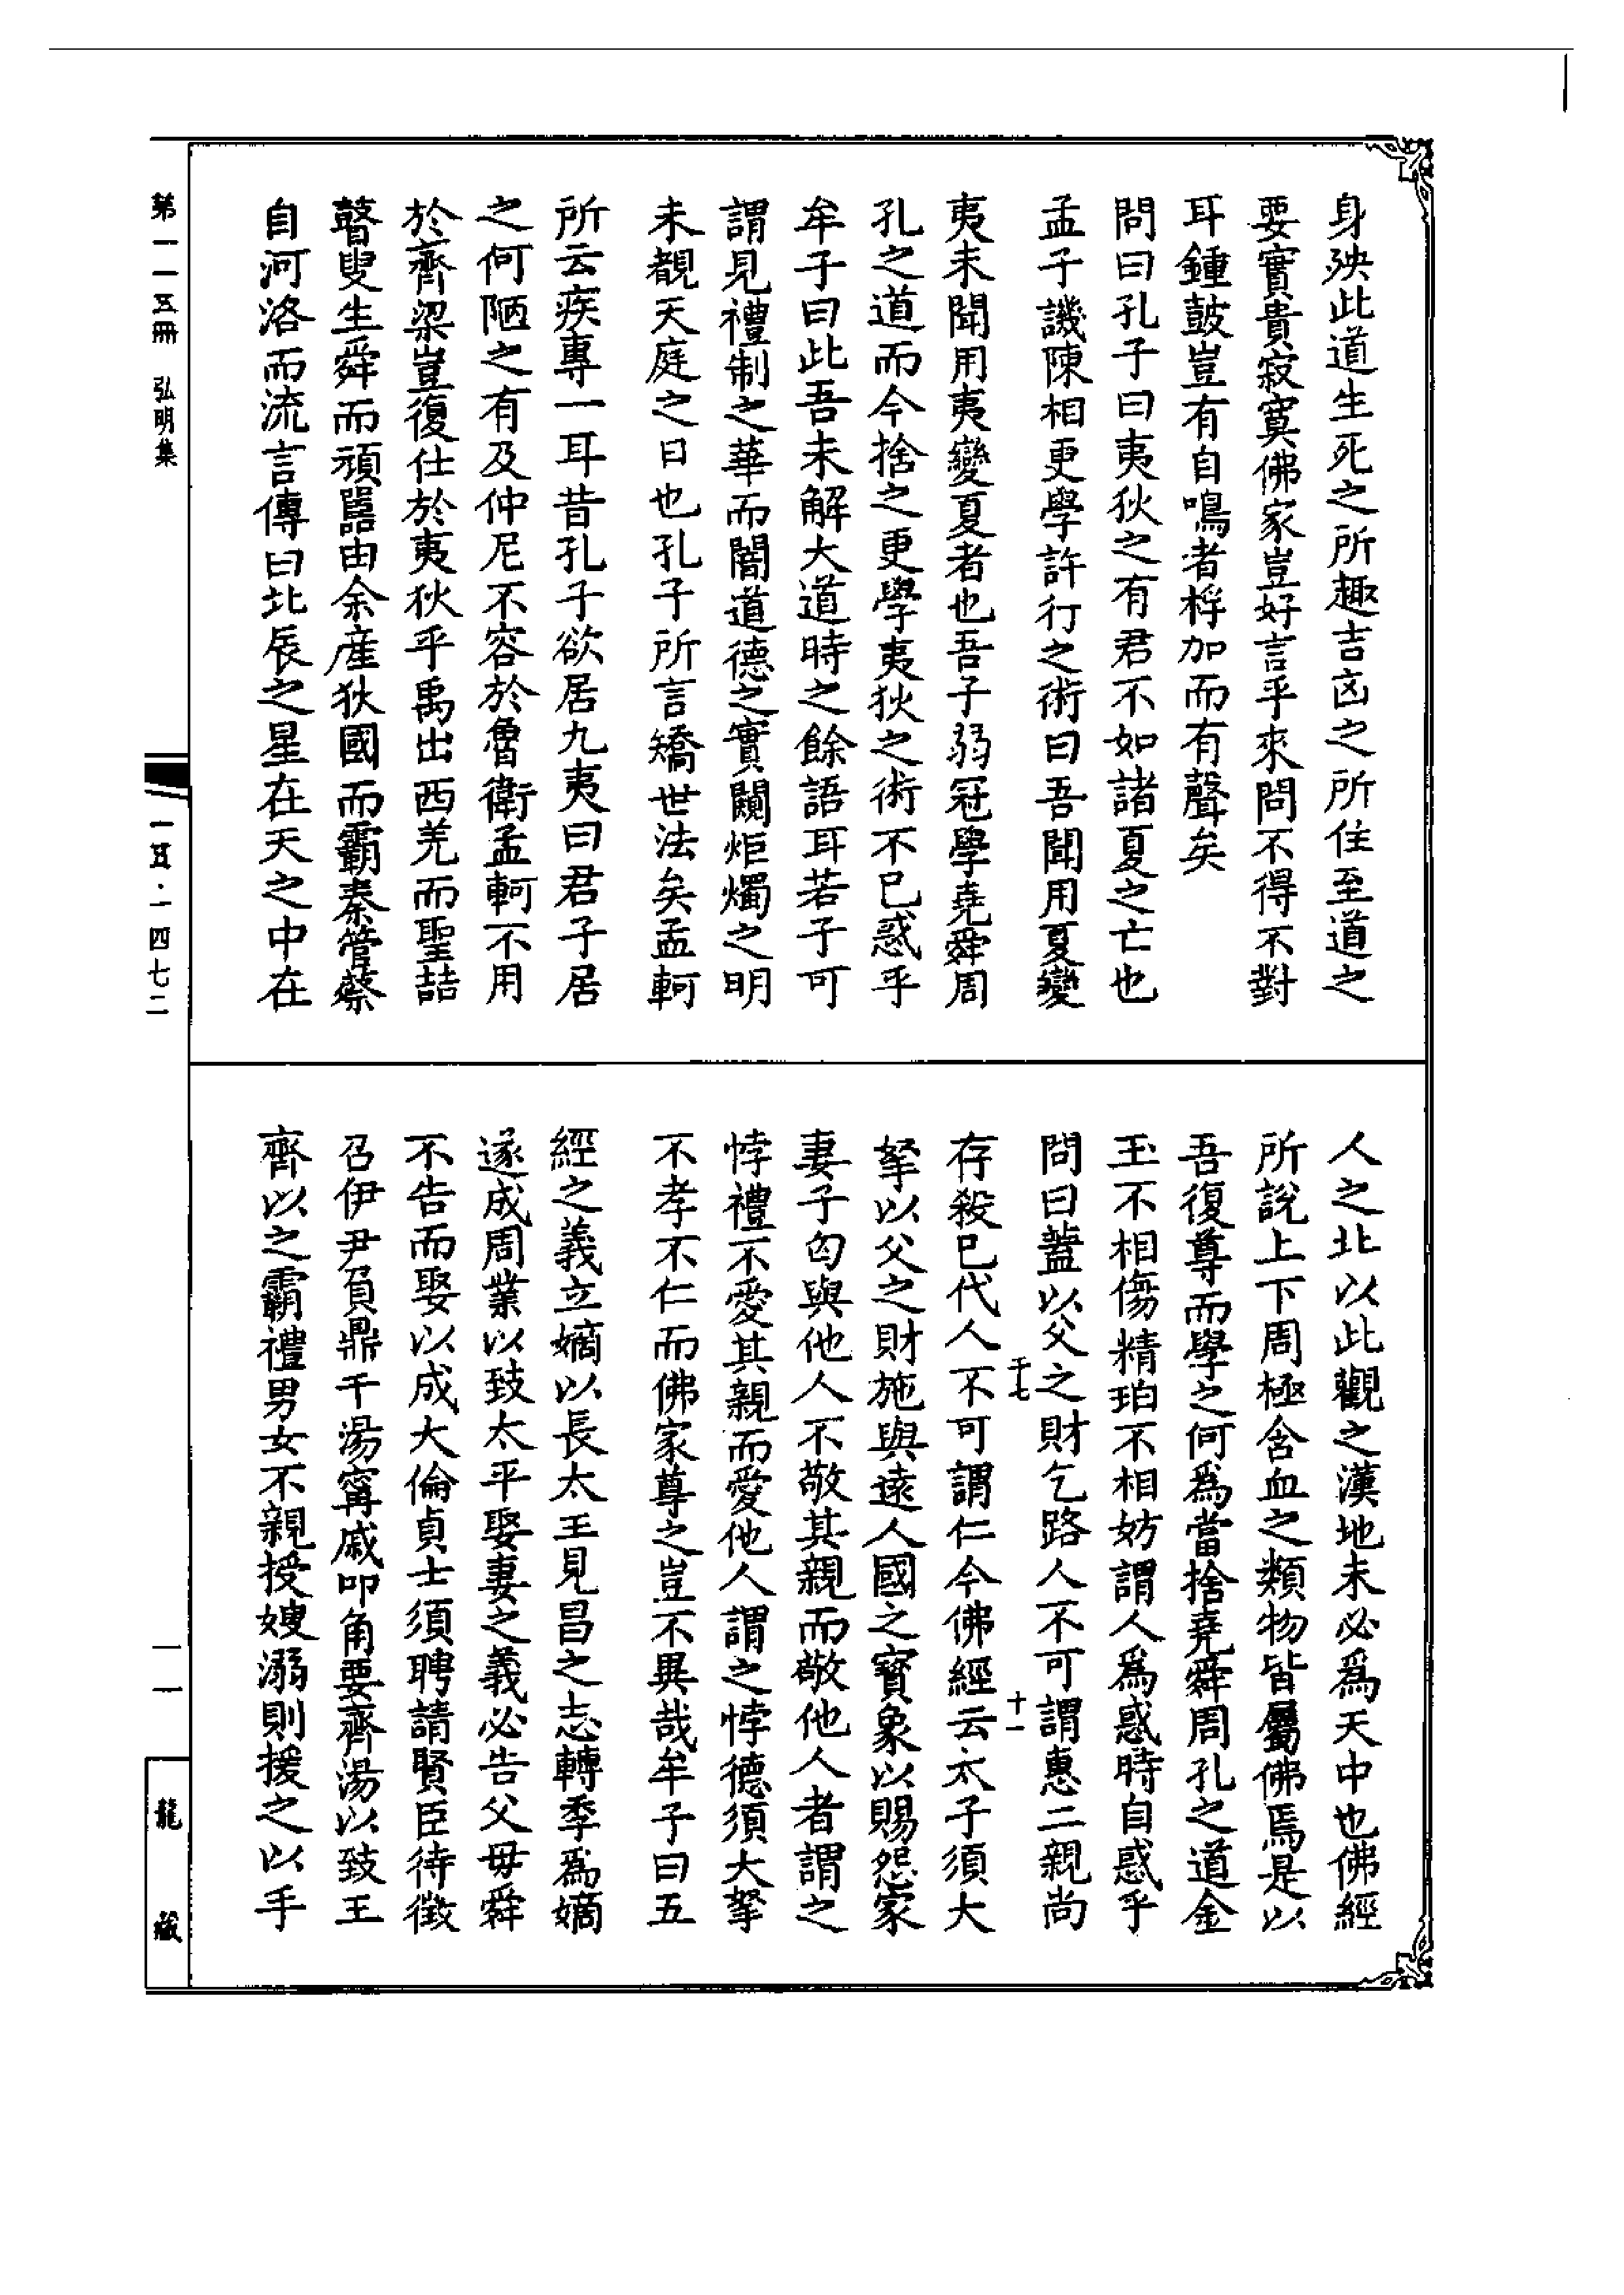 身殃此道生死之所趣吉凶之所住至道之
要實貴寂寞佛家豈好言乎來問不得不對
耳鍾鼓豈有自鳴者桴加而有聲矣
問曰孔子曰夷狄之有君不如諸夏之亡也
孟子譏陳相更學許行之術曰吾聞用夏變
夷未聞用夷變夏者也吾子弱冠學堯舜周
孔之道而今捨之更學夷狄之術不已惑乎
牟子曰此吾未解大道時之餘語耳若子可
謂見禮制之華而闇道德之實闚炬燭之明
未覩天庭之日也孔子所言矯世法矣孟軻
所云疾專一耳昔孔子欲居九夷曰君子居
之何陋之有及仲尼不容於魯衛孟軻不用
於齊梁豈復仕於夷狄乎禹出西羌而聖喆
瞽叟生舜而頑嚚由余産狄國而霸秦管蔡
自河洛而流言傳曰北辰之星在天之中在
人之北以此觀之漢地未必為天中也佛經
所說上下周極含血之類物皆屬佛焉是以
吾復尊而學之何爲當捨堯舜周孔之道金
玉不相傷精珀不相妨謂人爲惑時自惑乎
問曰蓋以父之財乞路人不可謂惠二親尚
千七
十一
存殺已代人不可謂仁今佛經云太子須大
拏以父之財施與遠人國之寳象以賜怨家
妻子匃與他人不敬其親而敬他人者謂之
悖禮不愛其親而愛他人謂之悖德須大拏
不孝不仁而佛家尊之豈不異哉牟子曰五
經之義立嫡以長太王見昌之志轉季爲嫡
遂成周業以致太平娶妻之義必告父母舜
不告而娶以成大倫貞士須聘請賢臣待徵
召伊尹負鼎干湯甯戚叩角要齊湯以致王
齊以之霸禮男女不親授嫂溺則援之以手
第一一五冊　弘明集
一一五·一四七二
一一
龍藏